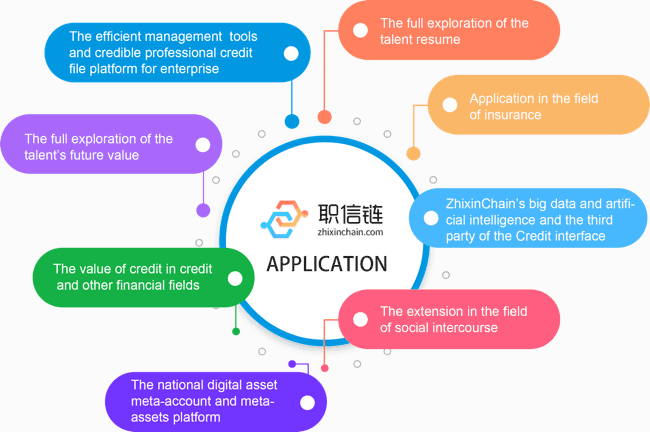 The efficient management tools
and credible professional credit
file platform for enterprise
The full exploration of the
talent resume
Application in the field
of insurance
The full exploration of the
talent's future value
职信链
zhixinchain.com
APPLICATION
ZhixinChain's big data and artifi-
cial intelligence and the third
party of the Credit interface
The value of credit in credit
and other financial fields
The extension in the field
of social intercourse
The national digital asset
meta-account and meta-
assets platform